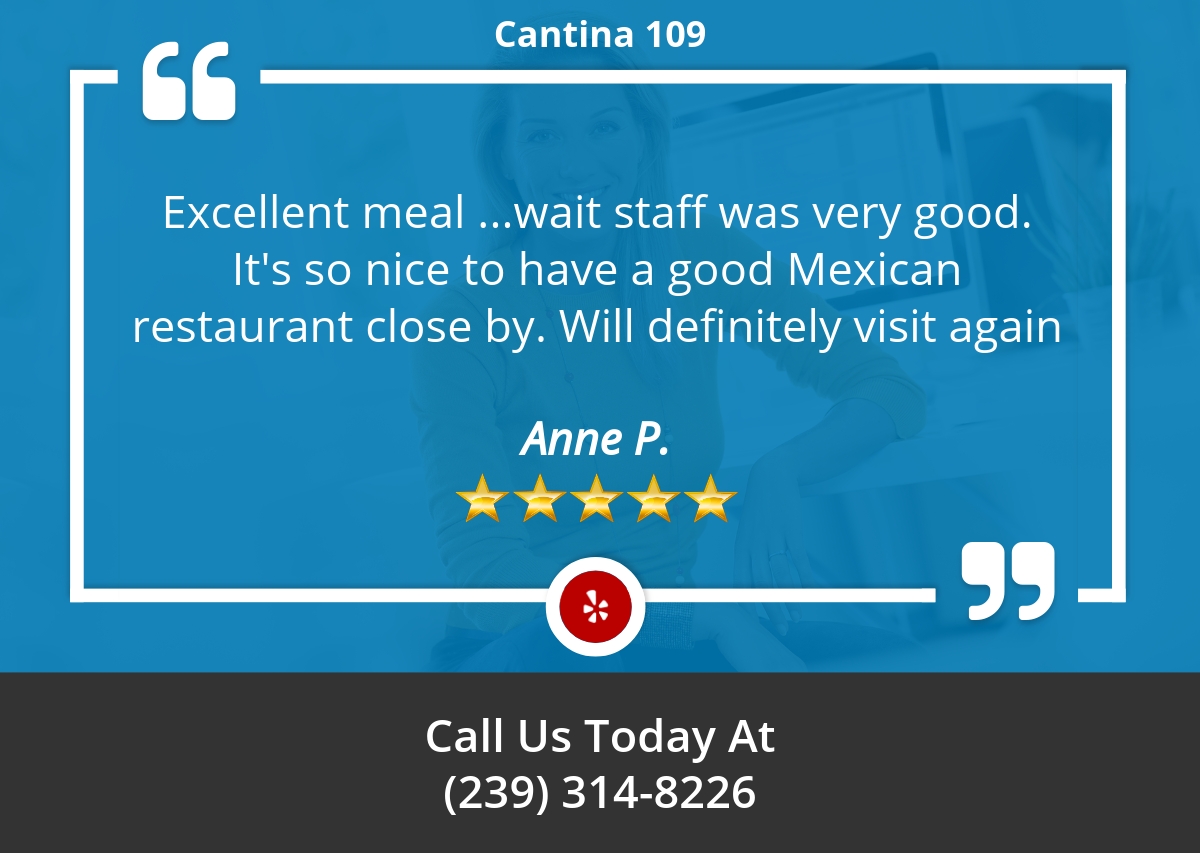 Cantina 109
Excellent meal ...wait staff was very good.
It's so nice to have a good Mexican
restaurant close by. Will definitely visit again
Anne P.
Call Us Today At
(239) 314-8226